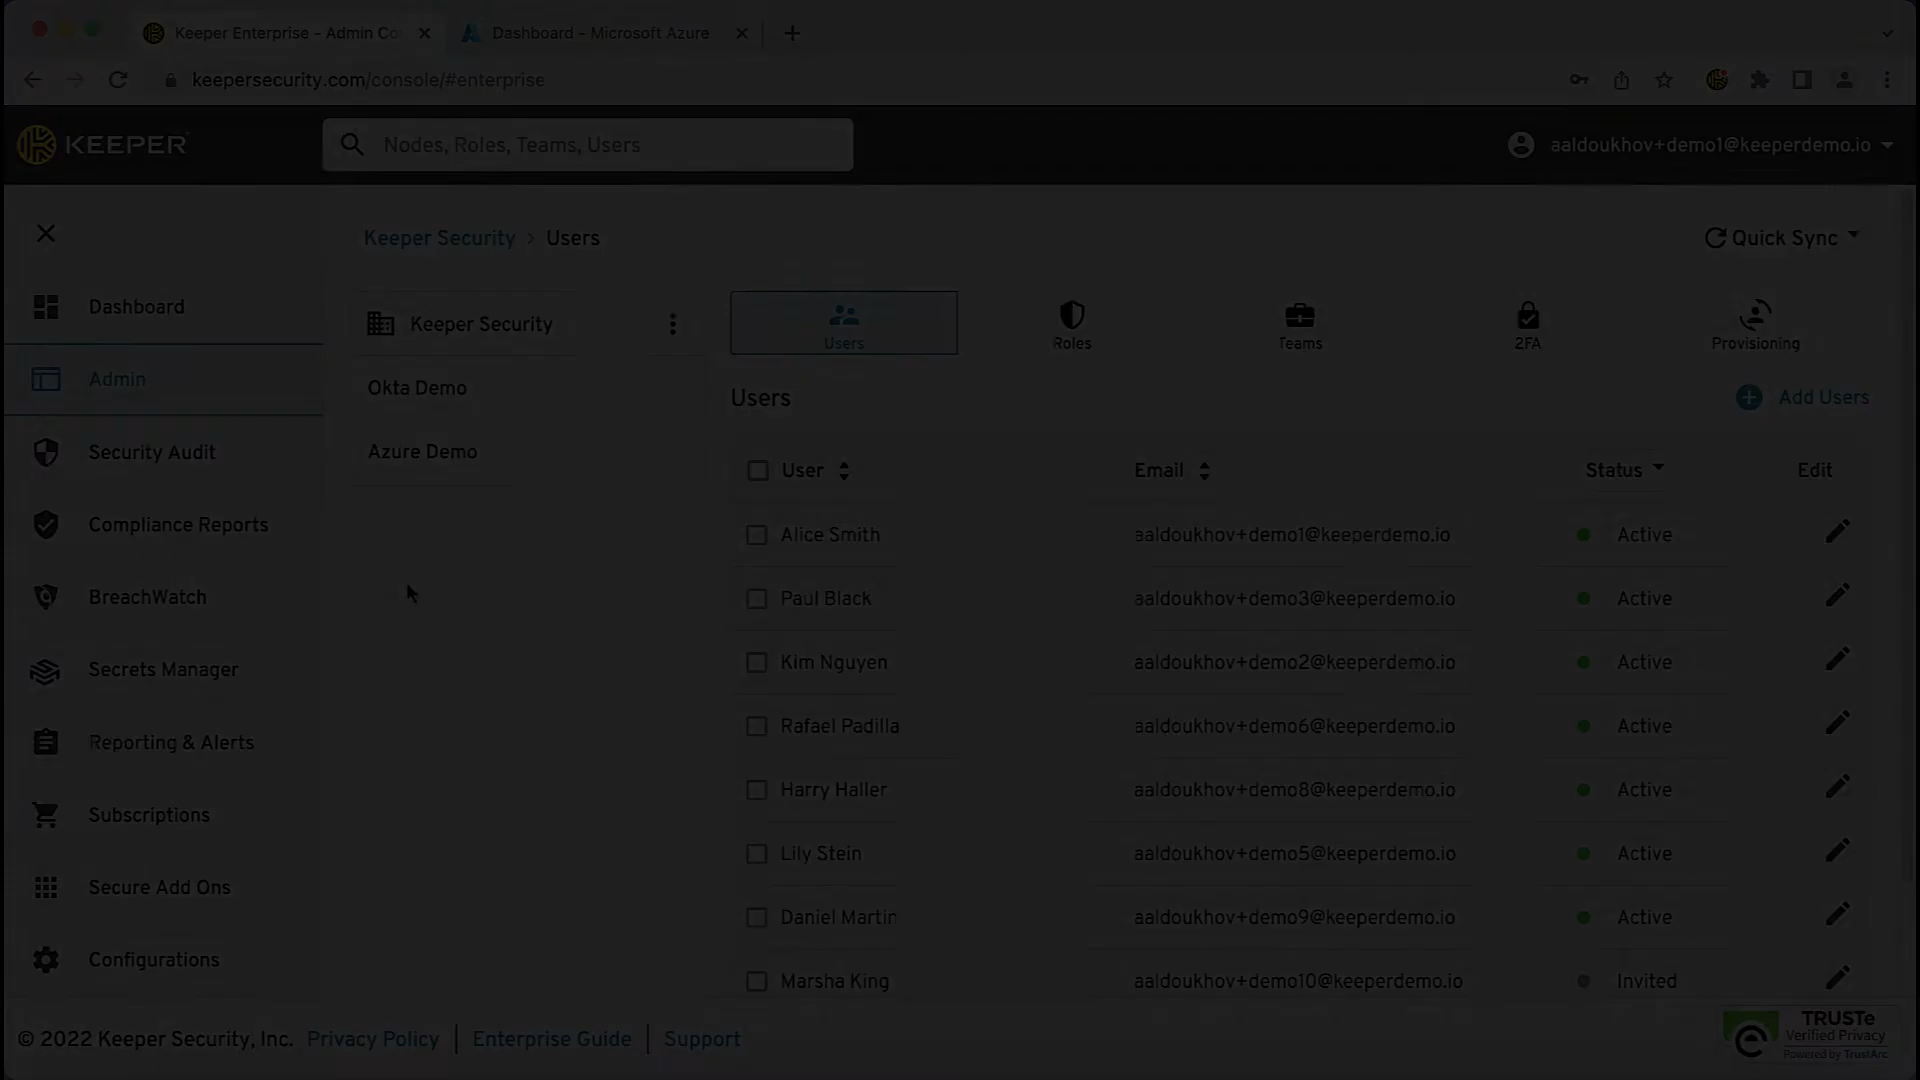 Keeper Enterprise - Admin Co
Dashboard - Microsoft Azure
keepersecurity.com/console/#enterprise
KEEPER
Nodes, Roles, Teams, Users
aaldoukhov+demo1@keeperdemo.io
Keeper Security > Users
Quick Sync
Dashboard
Admin
Security Audit
Compliance Reports
BreachWatch
Secrets Manager
Reporting & Alerts
Subscriptions
Secure Add Ons
Configurations
Keeper Security
Okta Demo
Azure Demo
Users
Roles
Teams
2FA
Provisioning
Users
Add Users
User Email Status Edit
Alice Smith aaldoukhov+demo1@keeperdemo.io Active
Paul Black aaldoukhov+demo3@keeperdemo.io Active
Kim Nguyen aaldoukhov+demo2@keeperdemo.io Active
Rafael Padilla aaldoukhov+demo6@keeperdemo.io Active
Harry Haller aaldoukhov+demo8@keeperdemo.io Active
Lily Stein aaldoukhov+demo5@keeperdemo.io Active
Daniel Martin aaldoukhov+demo9@keeperdemo.io Active
Marsha King aaldoukhov+demo10@keeperdemo.io Invited
© 2022 Keeper Security, Inc. Privacy Policy | Enterprise Guide | Support
TRUSTe
Verified Privacy
Powered by TrustArc